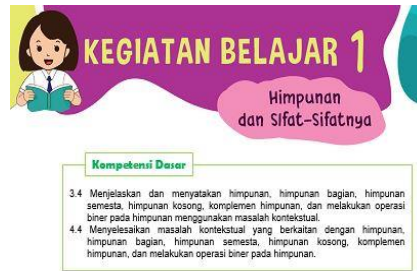 KEGIATAN BELAJAR 1
Himpunan
dan SIfat-Sifatnya
Kompetensi Dasar
3.4 Menjelaskan dan menyatakan himpunan, himpunan bagian, himpunan
semesta, himpunan kosong, komplemen himpunan, dan melakukan operasi
biner pada himpunan menggunakan masalah kontekstual.
4.4 Menyelesaikan masalah kontekstual yang berkaitan dengan himpunan,
himpunan bagian, himpunan semesta, himpunan kosong, komplemen
himpunan, dan melakukan operasi biner pada himpunan.